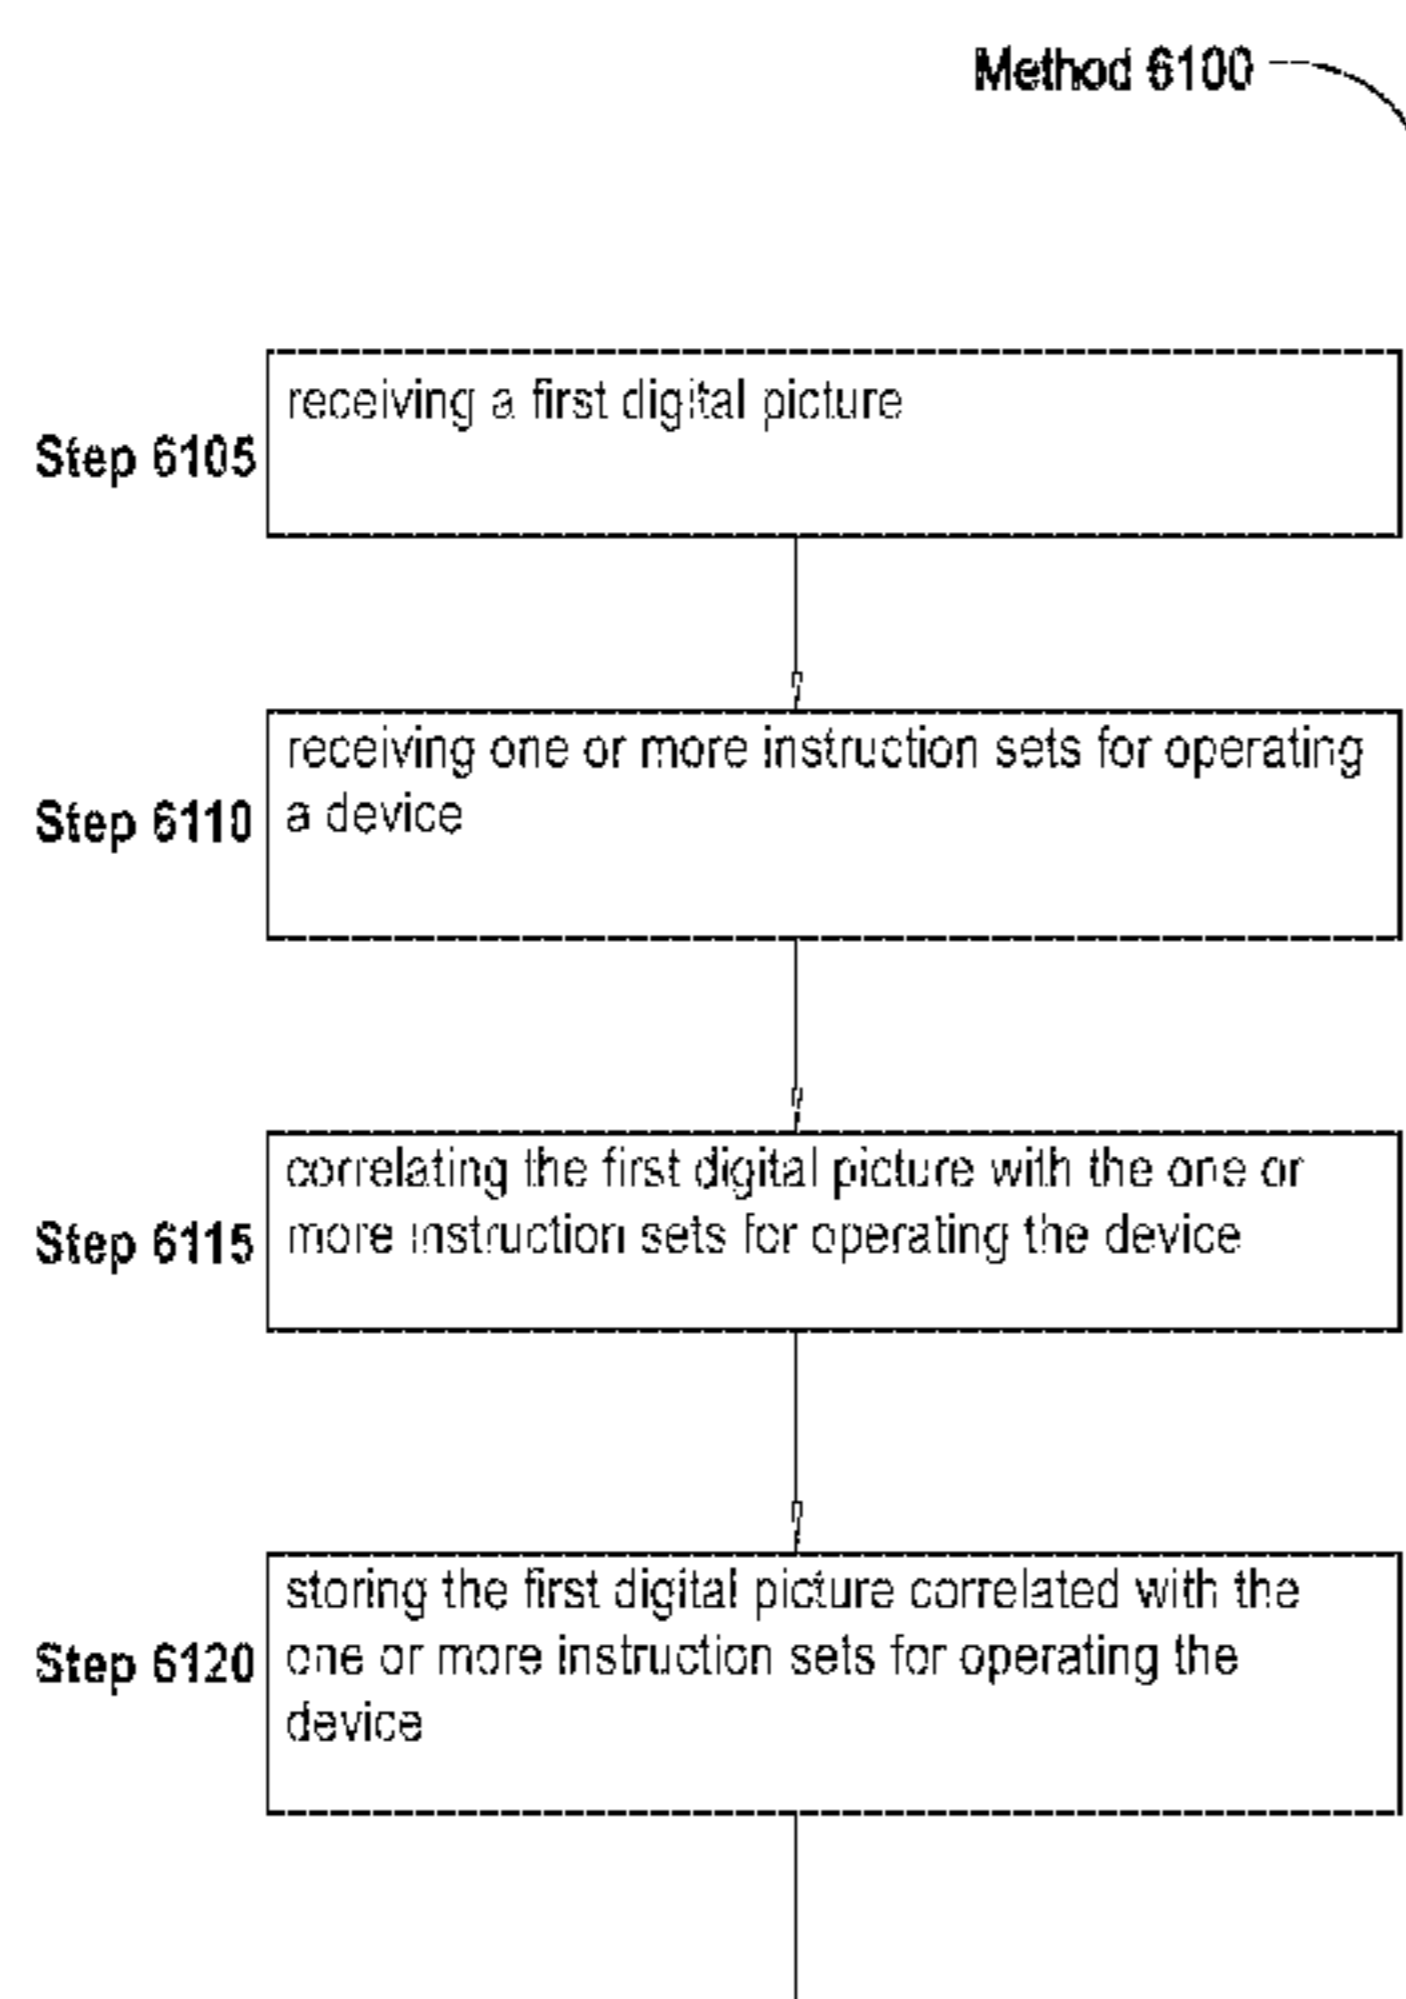 Method 6100
receiving a first digital picture
Step 6105
receiving one or more instruction sets for operating
a device
Step 6110
correlating the first digital picture with the one or
more instruction sets for operating the device
Step 6115
storing the first digital picture correlated with the
one or more instruction sets for operating the
device
Step 6120